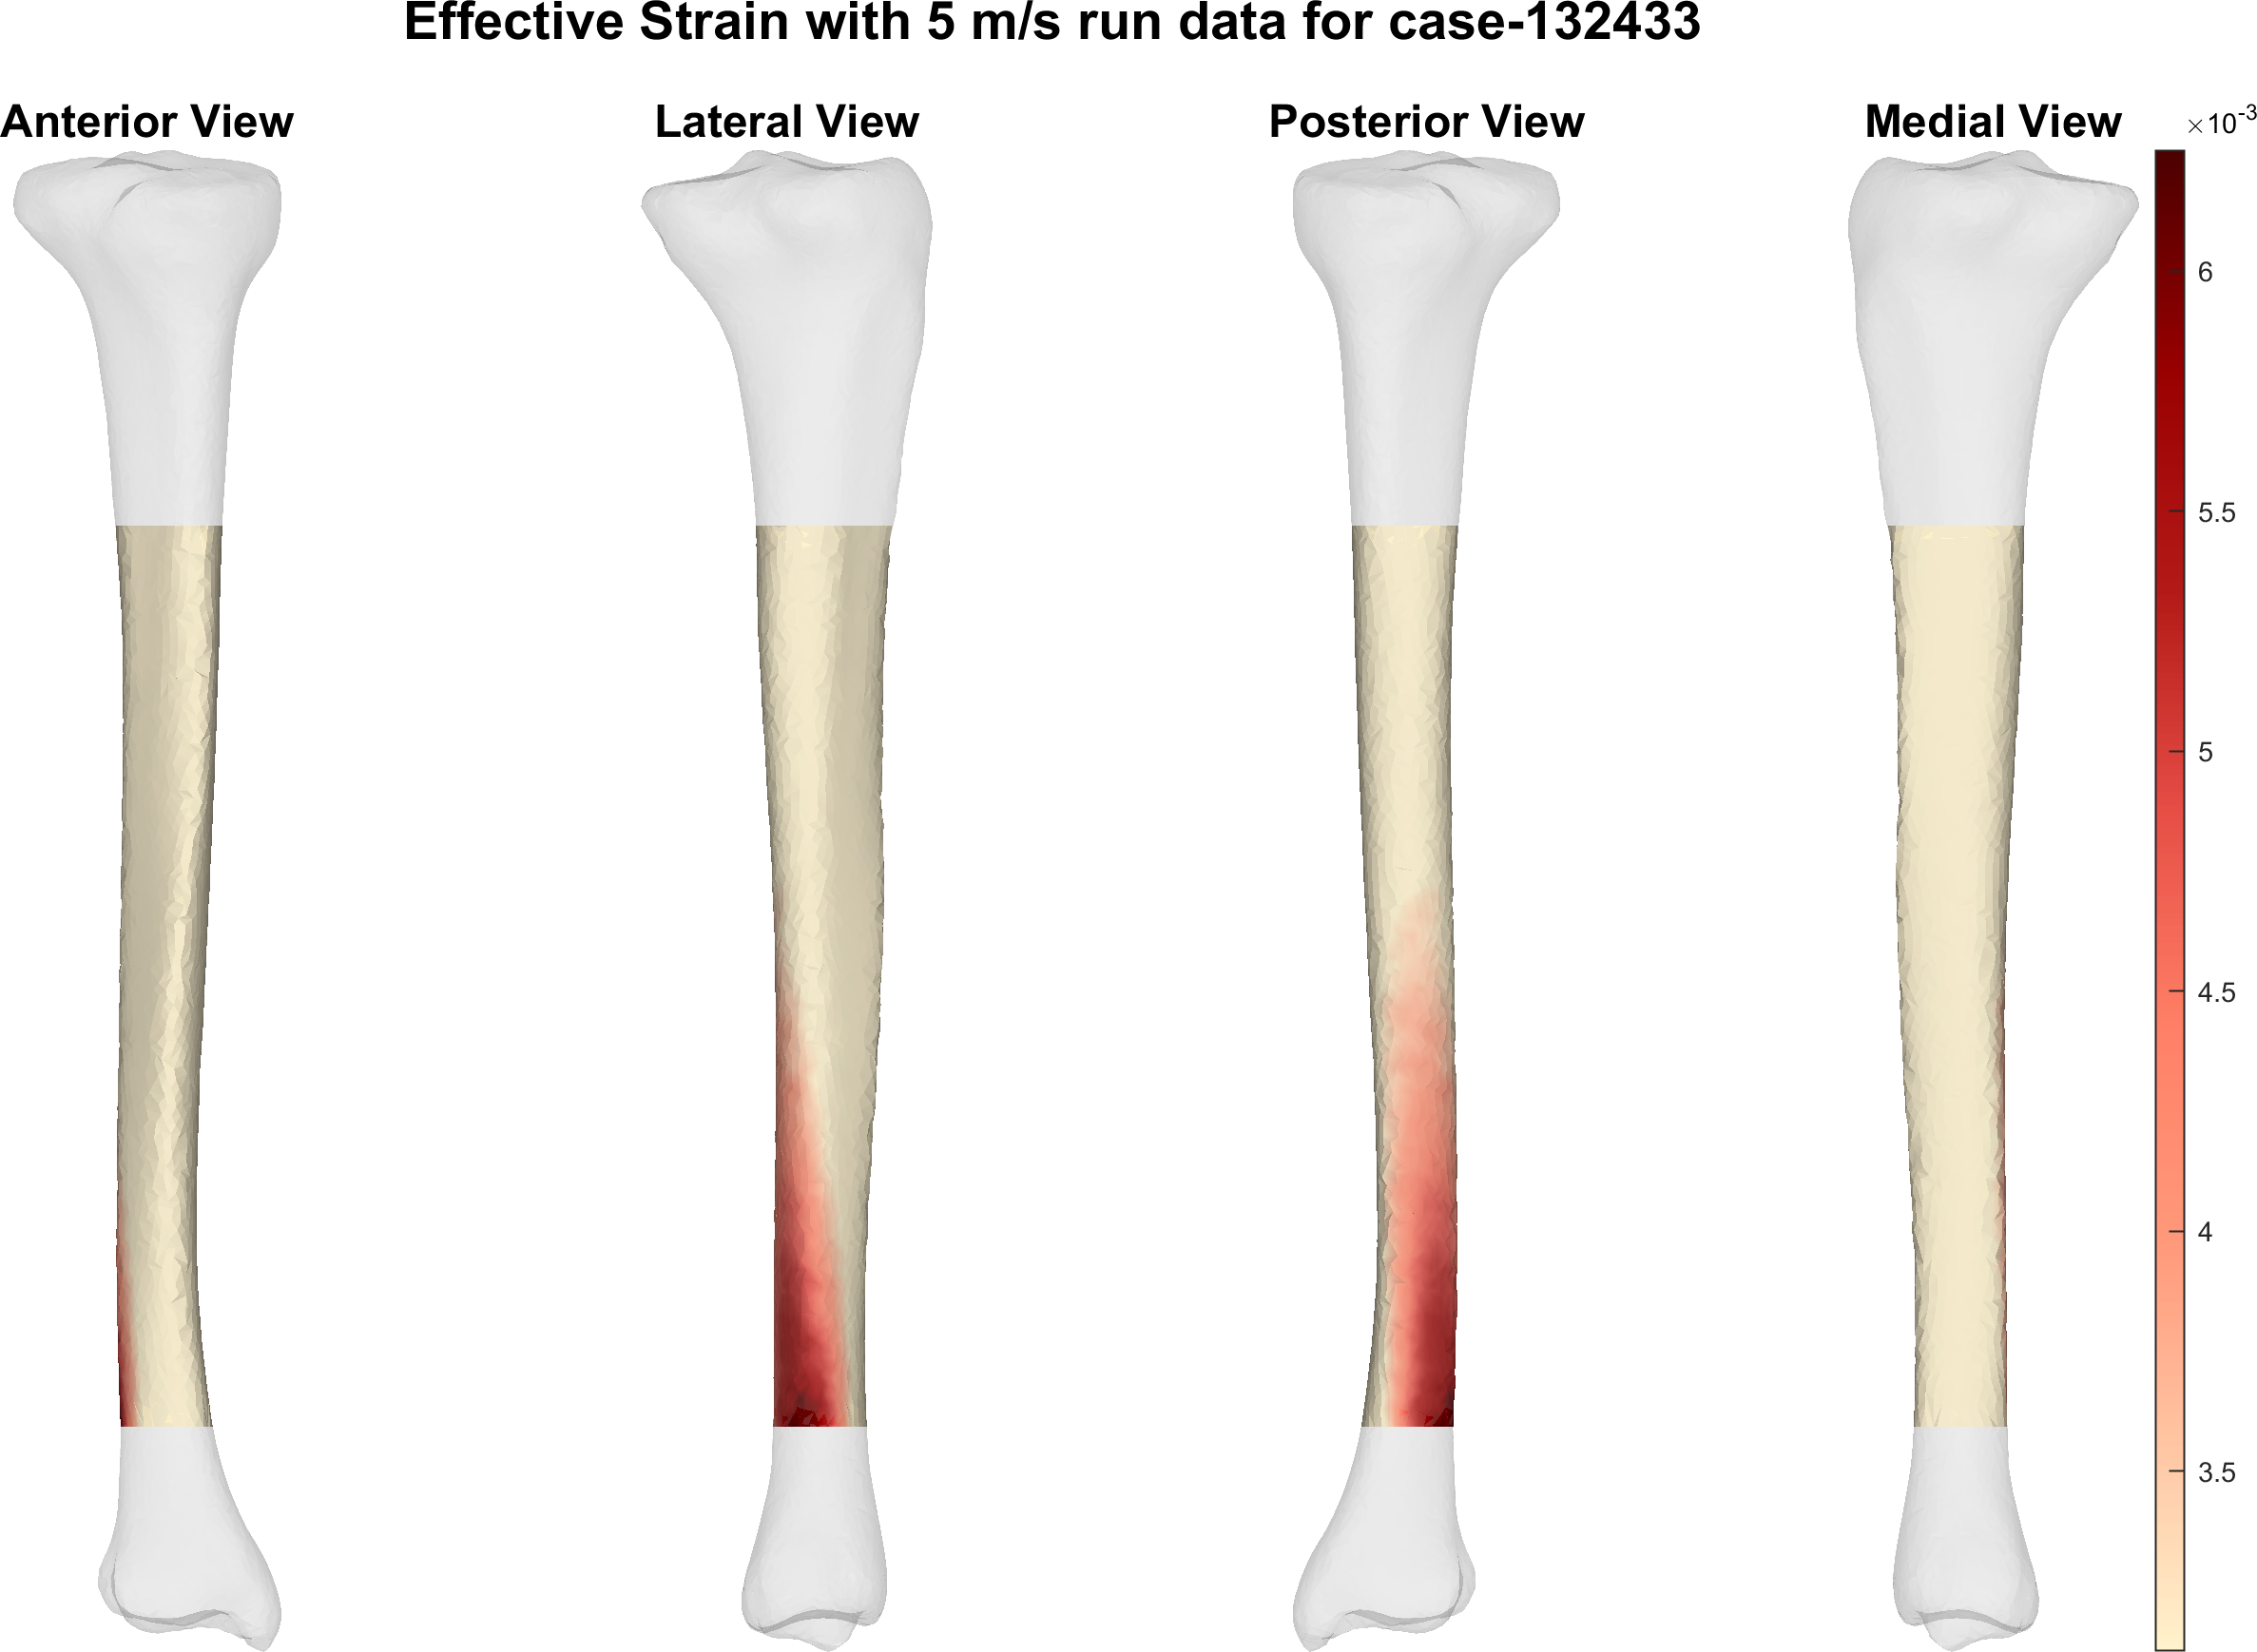 Effective Strain with 5 m/s run data for case-132433
Anterior View
Lateral View
Posterior View
Medial View
×10⁻³
6
5.5
5
4.5
4
3.5